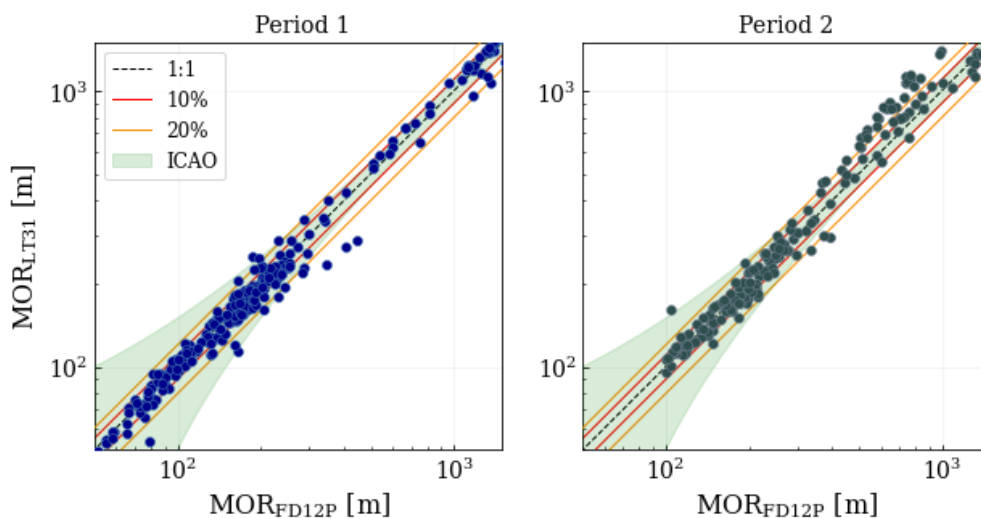 Period 1
Period 2
1:1
10%
20%
ICAO
10³
10²
10²
10³
MOR_LT31 [m]
MOR_FD12P [m]
10³
10²
10²
10³
MOR_FD12P [m]